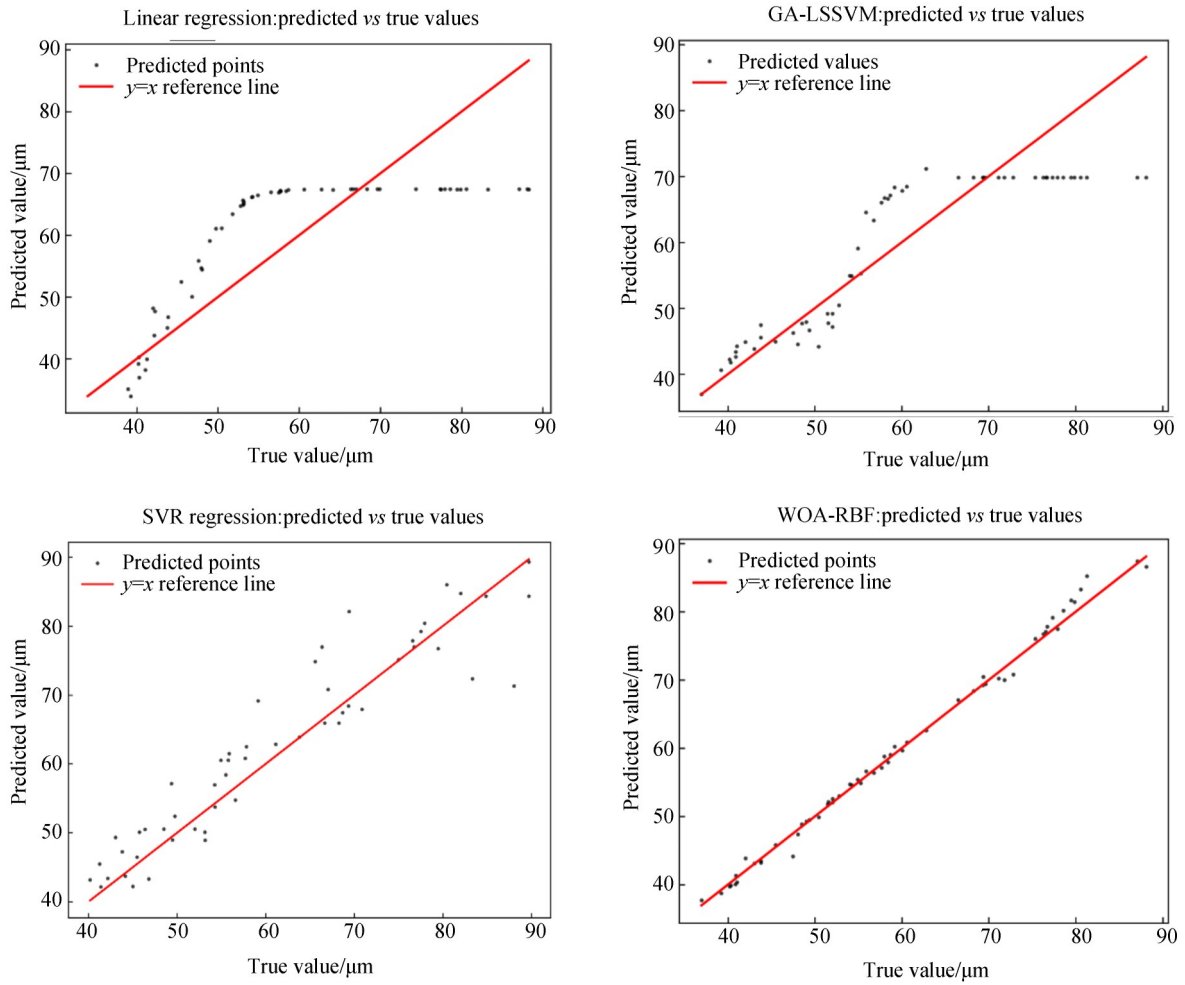 Linear regression:predicted vs true values
90
80
70
60
50
40
Predicted points
y=x reference line
Predicted value/μm
40 50 60 70 80 90
True value/μm
GA-LSSVM:predicted vs true values
90
80
70
60
50
40
Predicted values
y=x reference line
Predicted value/μm
40 50 60 70 80 90
True value/μm
SVR regression:predicted vs true values
90
80
70
60
50
40
Predicted points
y=x reference line
Predicted value/μm
40 50 60 70 80 90
True value/μm
WOA-RBF:predicted vs true values
90
80
70
60
50
40
Predicted points
y=x reference line
Predicted value/μm
40 50 60 70 80 90
True value/μm